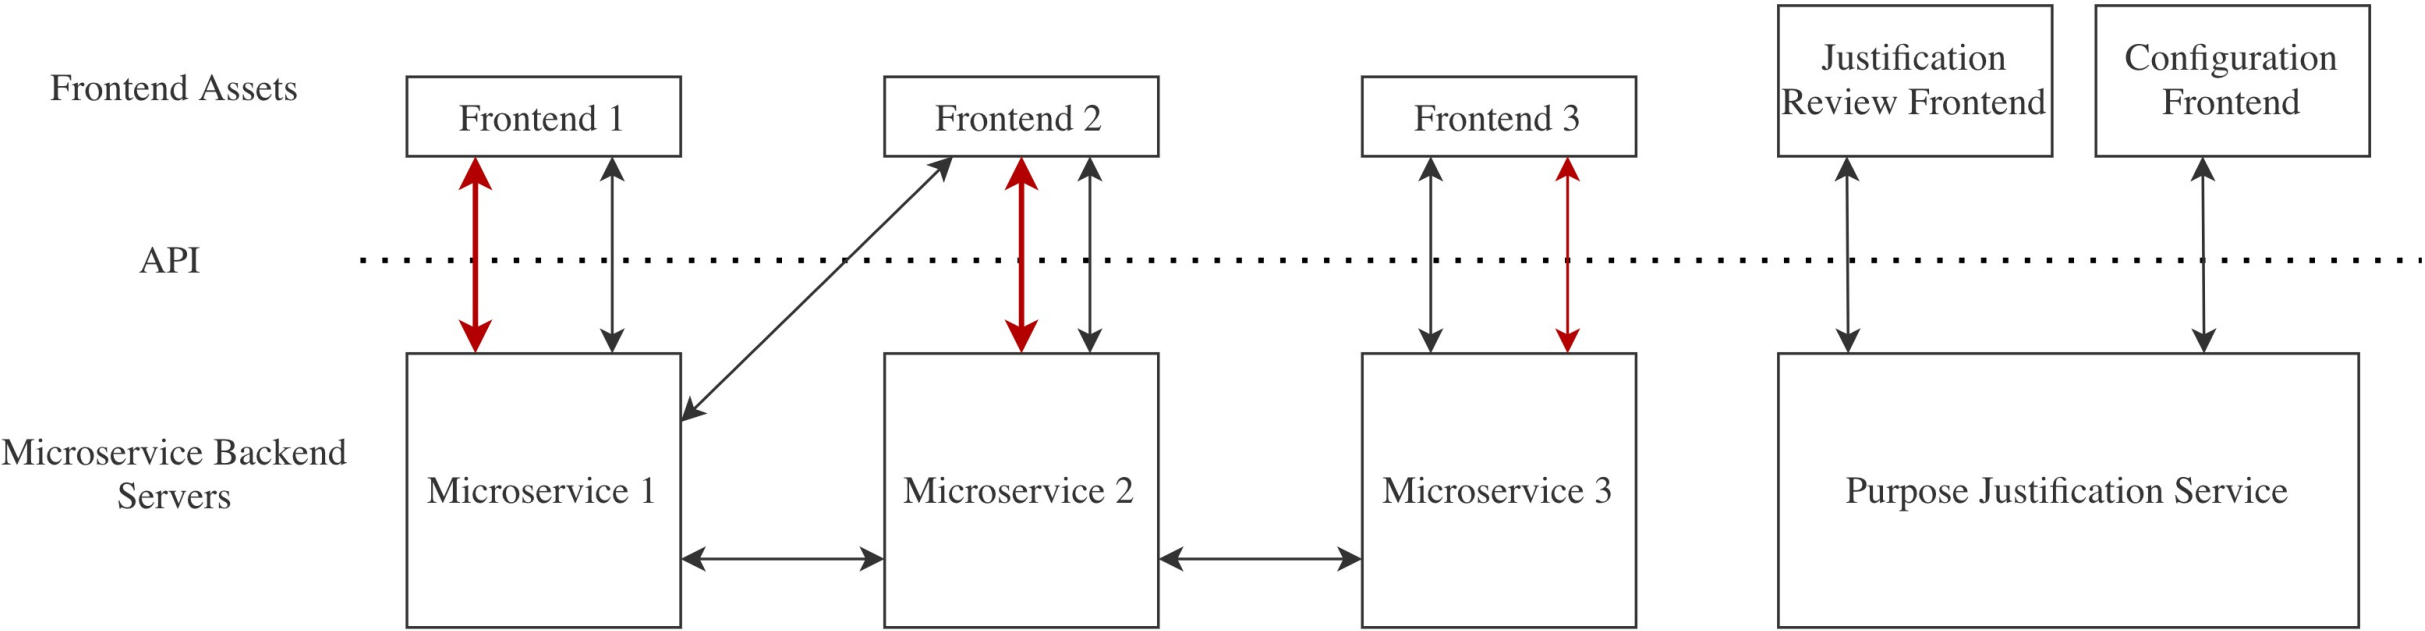 Frontend Assets
Frontend 1
Frontend 2
Frontend 3
Justification
Review Frontend
Configuration
Frontend
API
Microservice Backend
Servers
Microservice 1
Microservice 2
Microservice 3
Purpose Justification Service